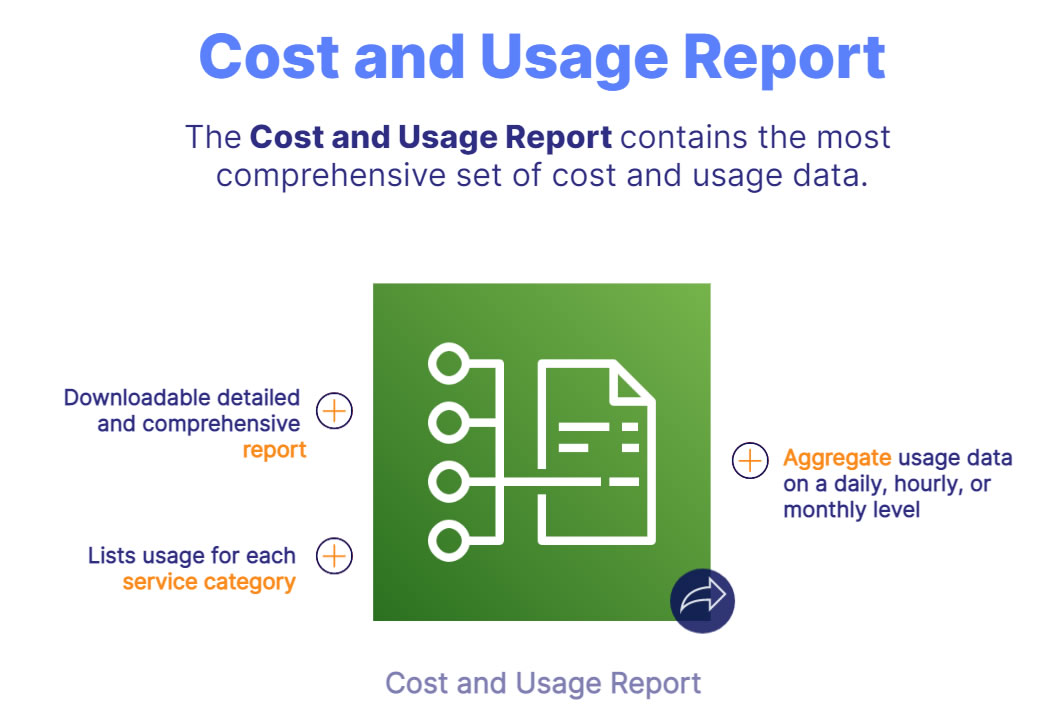 Cost and Usage Report
The Cost and Usage Report contains the most
comprehensive set of cost and usage data.
Downloadable detailed
and comprehensive
report
Lists usage for each
service category
Aggregate usage data
on a daily, hourly, or
monthly level
Cost and Usage Report